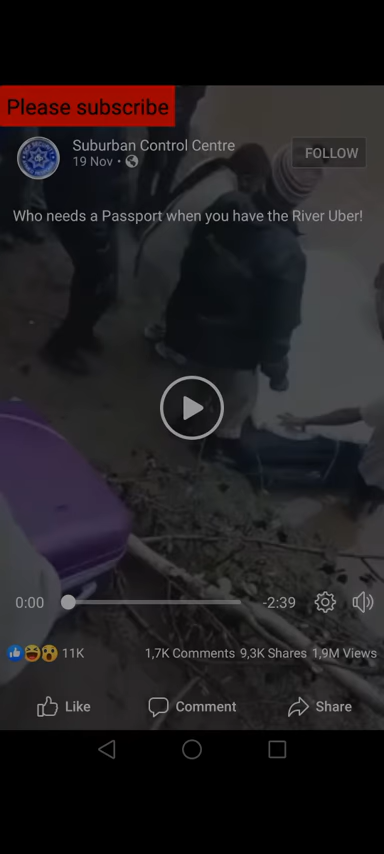 Please subscribe
Suburban Control Centre
19 Nov •
FOLLOW
Who needs a Passport when you have the River Uber!
0:00
-2:39
11K
1,7K Comments 9,3K Shares 1,9M Views
Like
Comment
Share